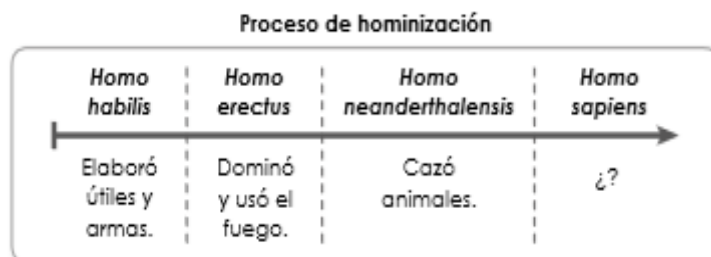 Proceso de hominización
Homo
habilis
Homo
erectus
Homo
neanderthalensis
Homo
sapiens
Elaboró
útiles y
armas.
Dominó
y usó el
fuego.
Cazó
animales.
¿?